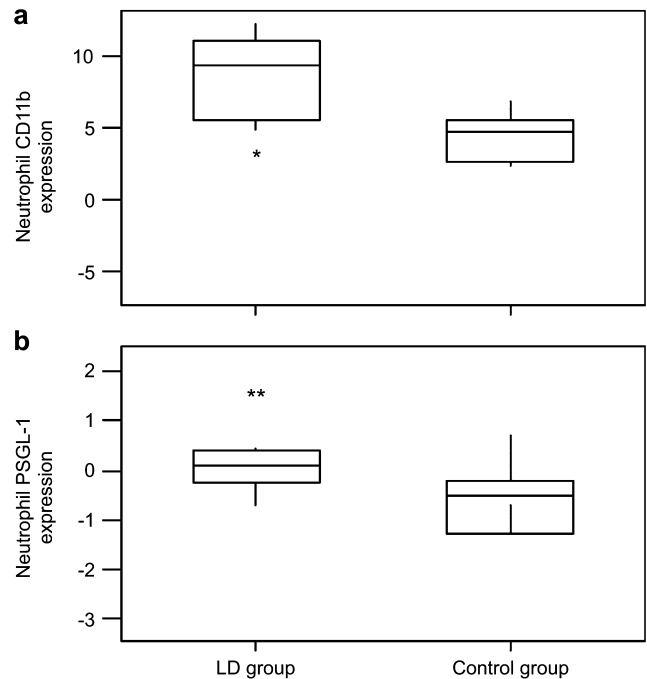 a
Neutrophil CD11b
expression
10
5
0
-5
*
b
Neutrophil PSGL-1
expression
2
1
0
-1
-2
-3
**
LD group
Control group